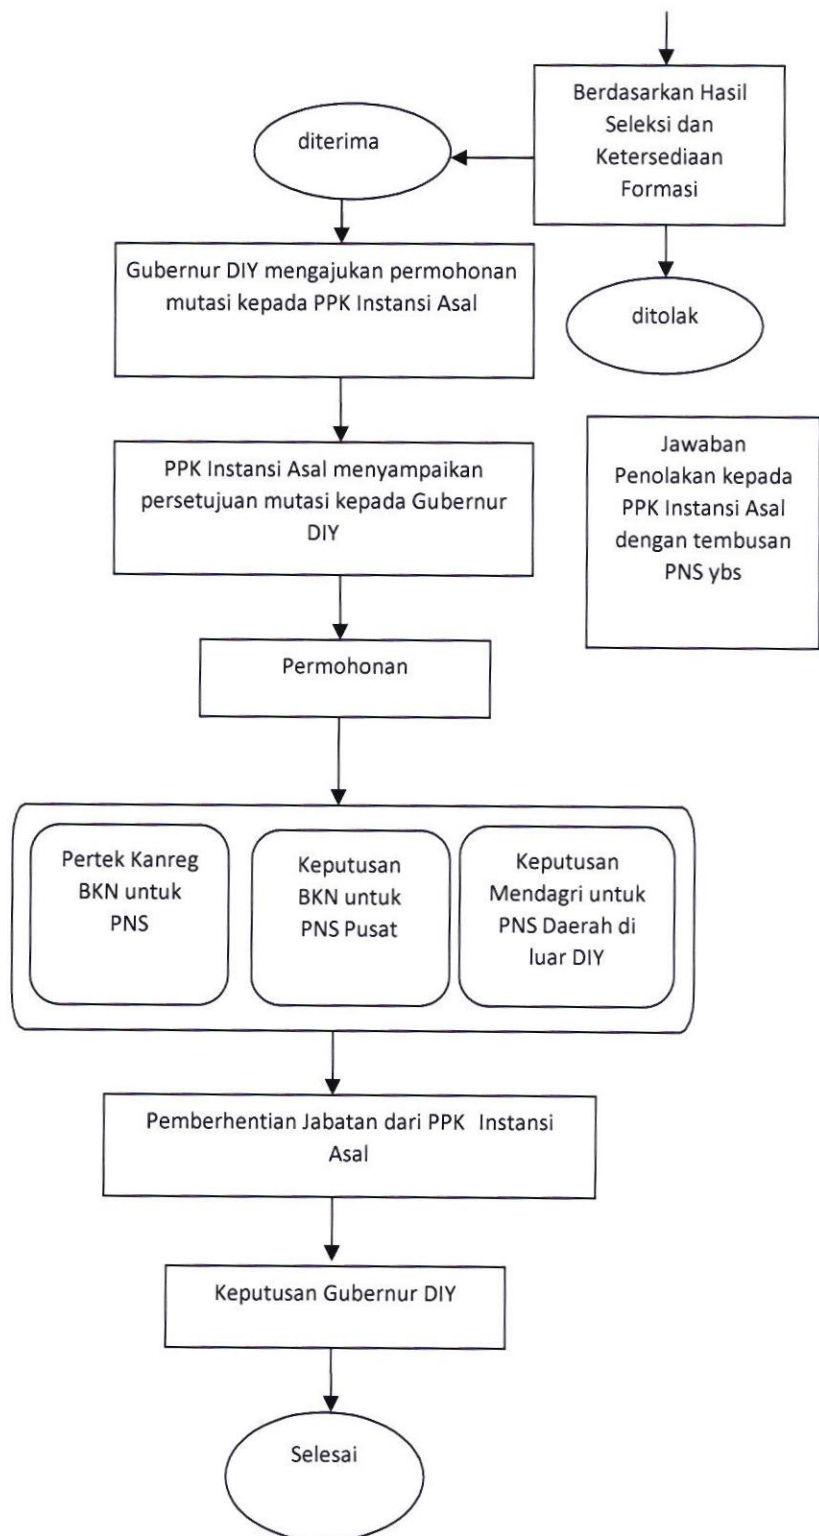 Berdasarkan Hasil
Seleksi dan
Ketersediaan
Formasi
diterima
Gubernur DIY mengajukan permohonan
mutasi kepada PPK Instansi Asal
ditolak
PPK Instansi Asal menyampaikan
persetujuan mutasi kepada Gubernur
DIY
Jawaban
Penolakan kepada
PPK Instansi Asal
dengan tembusan
PNS ybs
Permohonan
Pertek Kanreg
BKN untuk
PNS
Keputusan
BKN untuk
PNS Pusat
Keputusan
Mendagri untuk
PNS Daerah di
luar DIY
Pemberhentian Jabatan dari PPK Instansi
Asal
Keputusan Gubernur DIY
Selesai